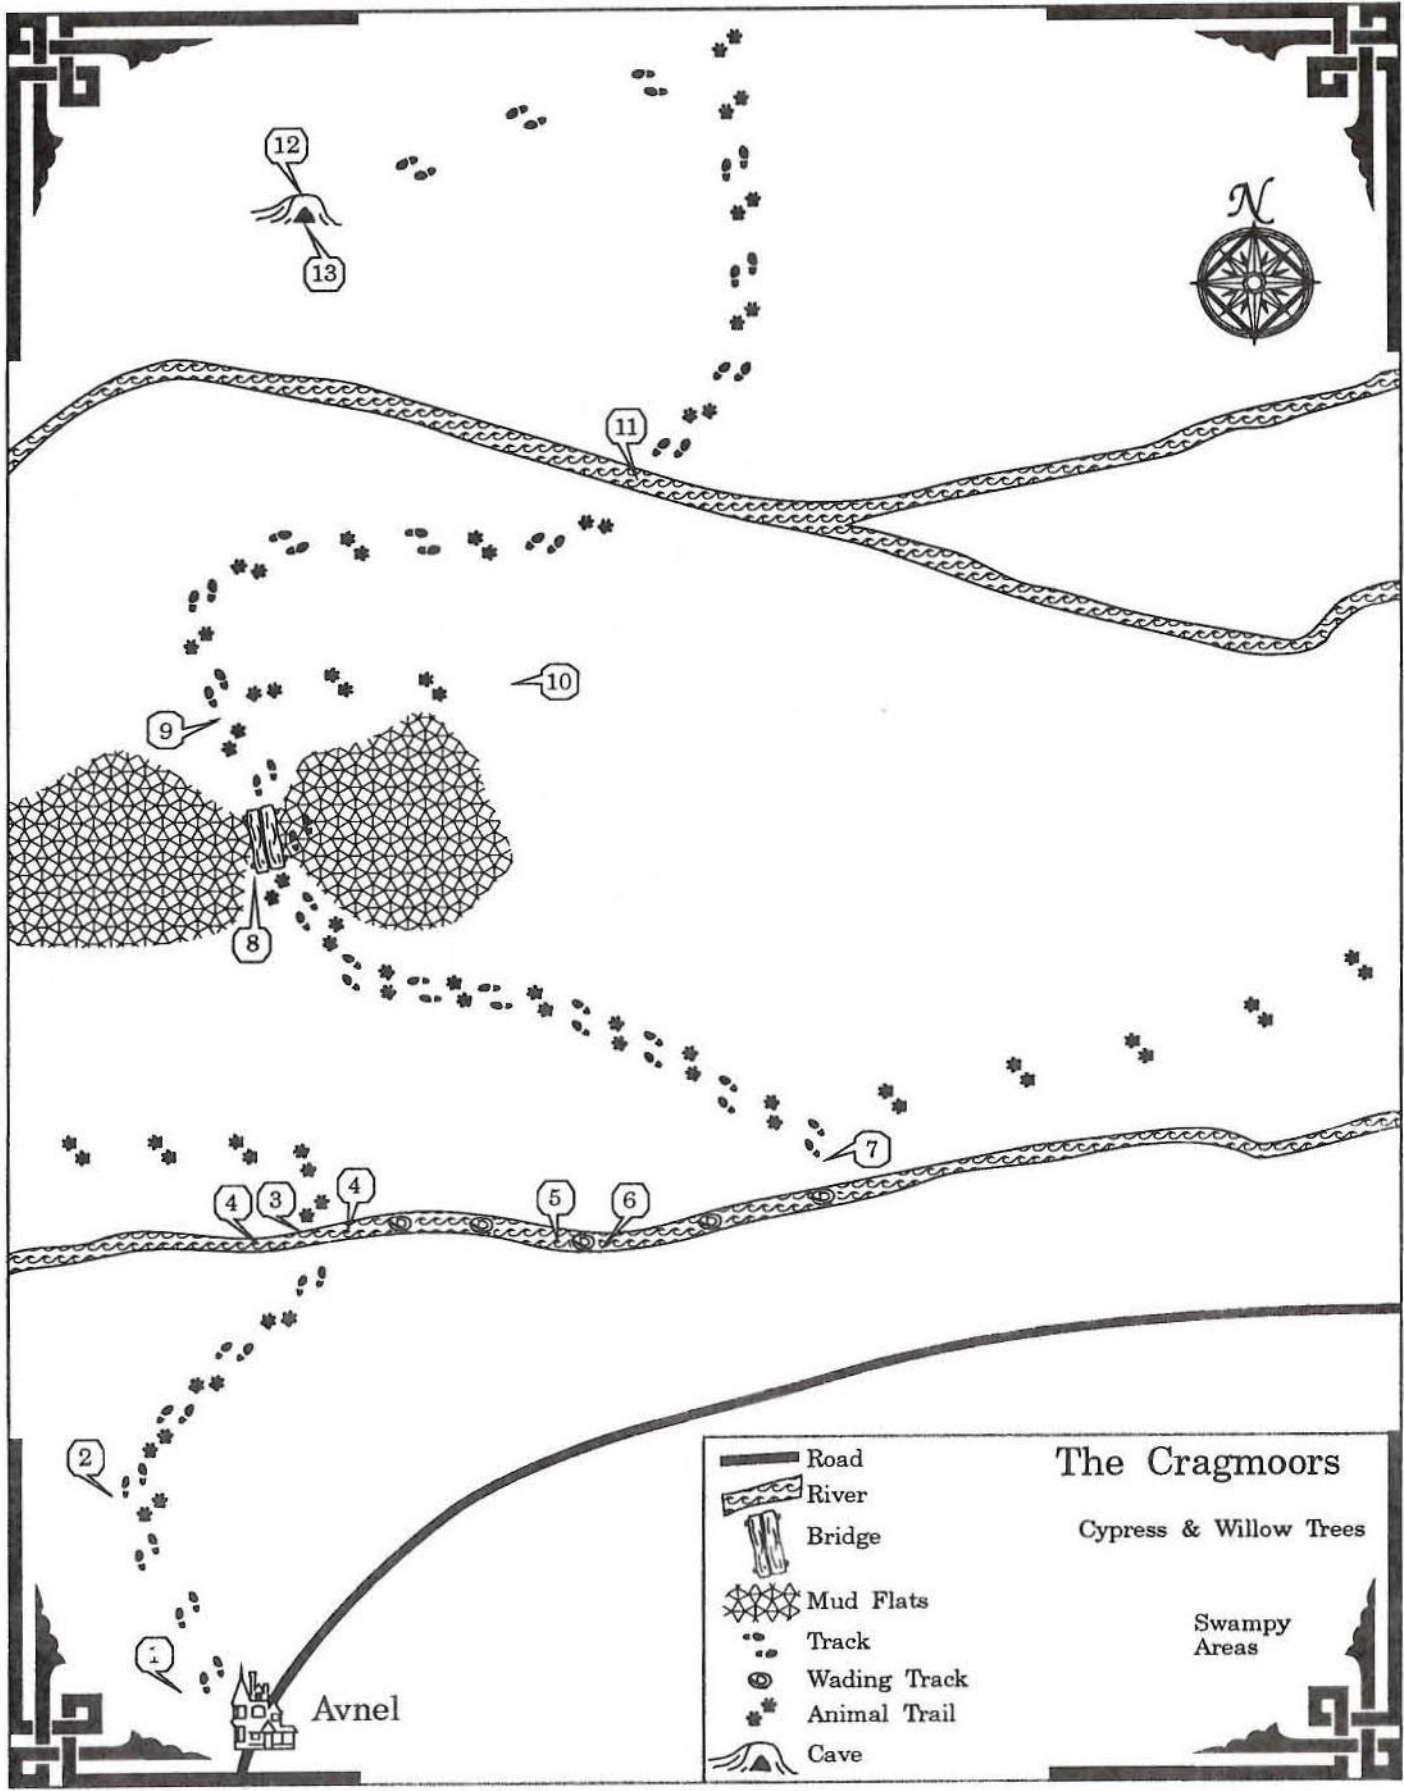 12
N
13
11
10
9
8
7
4
3
4
5
6
2
1
Avnel
Road
The Cragmoors
River
Cypress & Willow Trees
Bridge
Mud Flats
Swampy
Areas
Track
Wading Track
Animal Trail
Cave